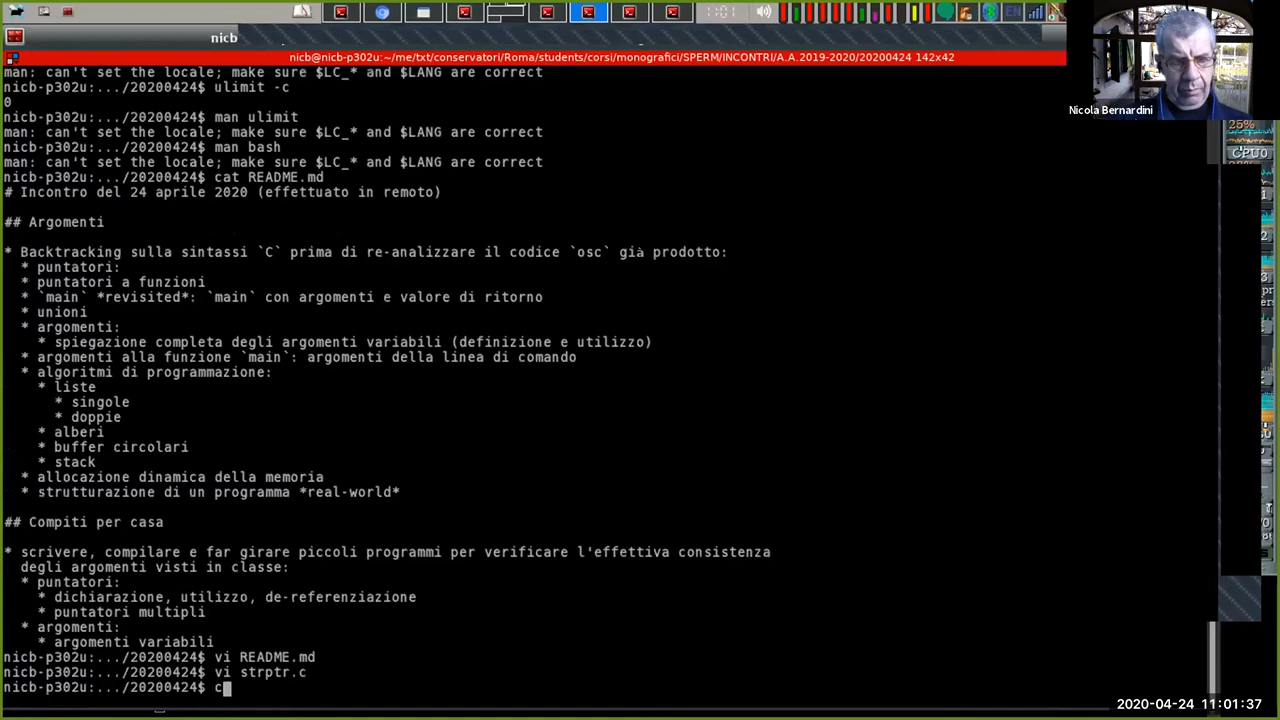 11:01
EN
nicb
nicb@nicb-p302u:~/me/txt/conservatori/Roma/students/corsi/monografici/SPERM/INCONTRI/A.A.2019-2020/20200424 142x42
man: can't set the locale; make sure $LC_* and $LANG are correct
nicb-p302u:.../20200424$ ulimit -c
0
nicb-p302u:.../20200424$ man ulimit
man: can't set the locale; make sure $LC_* and $LANG are correct
nicb-p302u:.../20200424$ man bash
man: can't set the locale; make sure $LC_* and $LANG are correct
nicb-p302u:.../20200424$ cat README.md
# Incontro del 24 aprile 2020 (effettuato in remoto)
## Argomenti
* Backtracking sulla sintassi `C` prima di re-analizzare il codice `osc` già prodotto:
* puntatori:
* puntatori a funzioni
* `main` *revisited*: `main` con argomenti e valore di ritorno
* unioni
* argomenti:
* spiegazione completa degli argomenti variabili (definizione e utilizzo)
* argomenti alla funzione `main`: argomenti della linea di comando
* algoritmi di programmazione:
* liste
* singole
* doppie
* alberi
* buffer circolari
* stack
* allocazione dinamica della memoria
* strutturazione di un programma *real-world*
## Compiti per casa
* scrivere, compilare e far girare piccoli programmi per verificare l'effettiva consistenza
degli argomenti visti in classe:
* puntatori:
* dichiarazione, utilizzo, de-referenziazione
* puntatori multipli
* argomenti:
* argomenti variabili
nicb-p302u:.../20200424$ vi README.md
nicb-p302u:.../20200424$ vi strptr.c
nicb-p302u:.../20200424$ c
Nicola Bernardini
25%
CPU0
2020-04-24 11:01:37